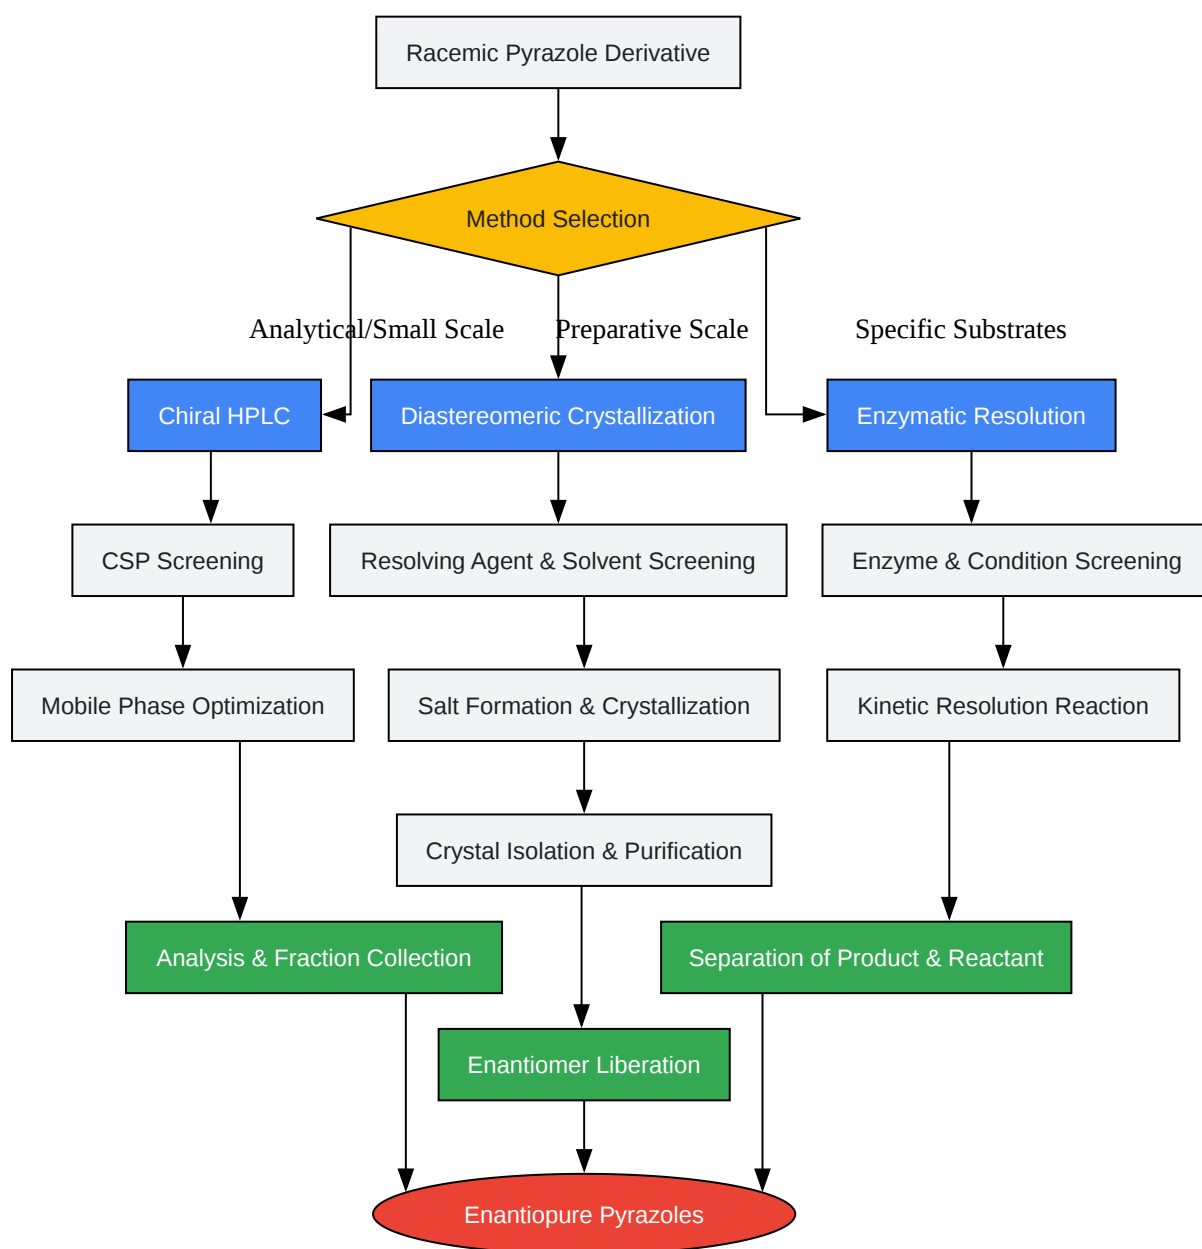 Racemic Pyrazole Derivative
Method Selection
Analytical/Small Scale
Preparative Scale
Specific Substrates
Chiral HPLC
Diastereomeric Crystallization
Enzymatic Resolution
CSP Screening
Resolving Agent & Solvent Screening
Enzyme & Condition Screening
Mobile Phase Optimization
Salt Formation & Crystallization
Kinetic Resolution Reaction
Crystal Isolation & Purification
Analysis & Fraction Collection
Separation of Product & Reactant
Enantiomer Liberation
Enantiopure Pyrazoles